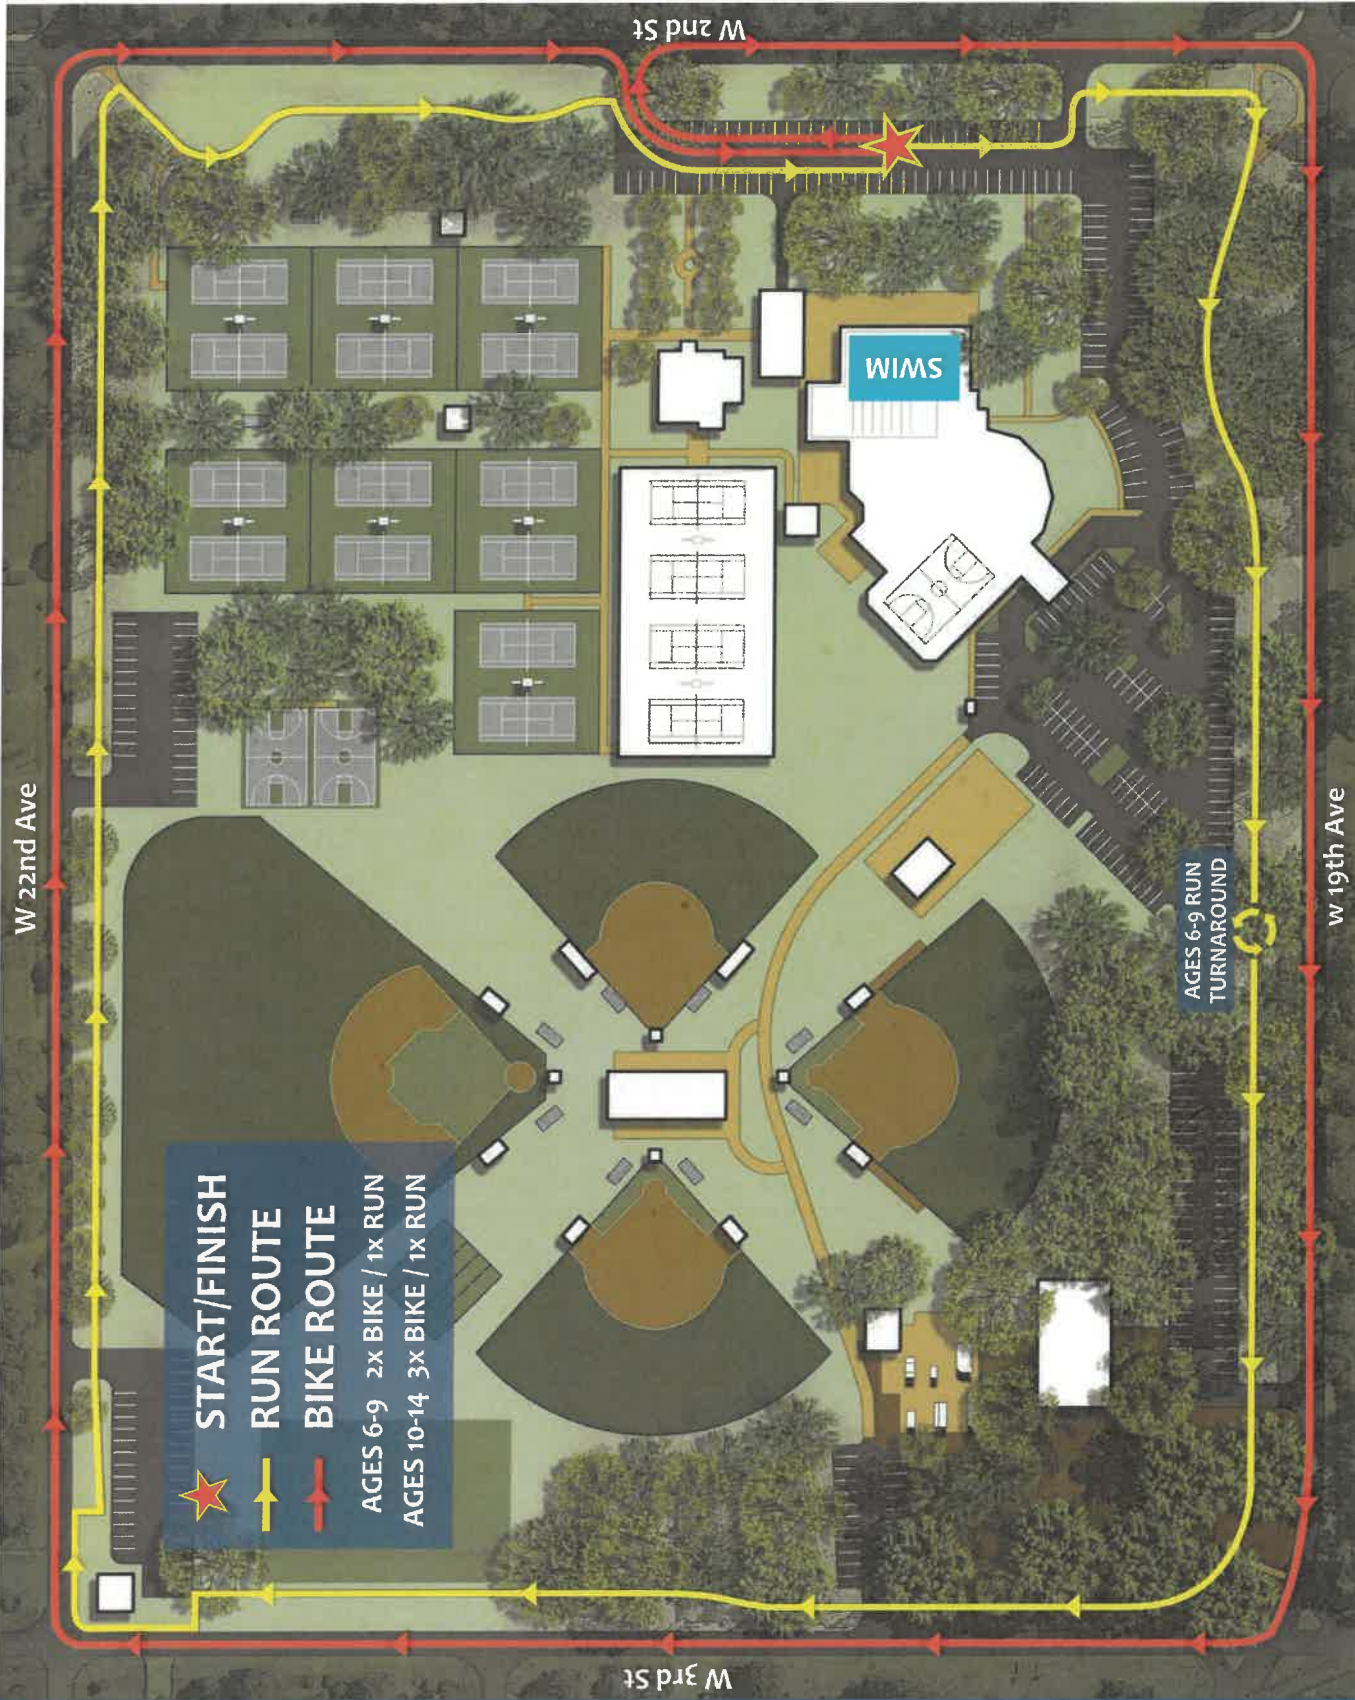 W 2nd St
W 22nd Ave
SWIM
AGES 6-9 RUN
TURNAROUND
w 19th Ave
START/FINISH
RUN ROUTE
BIKE ROUTE
AGES 6-9 2X BIKE / 1X RUN
AGES 10-14 3X BIKE / 1X RUN
W 3rd St